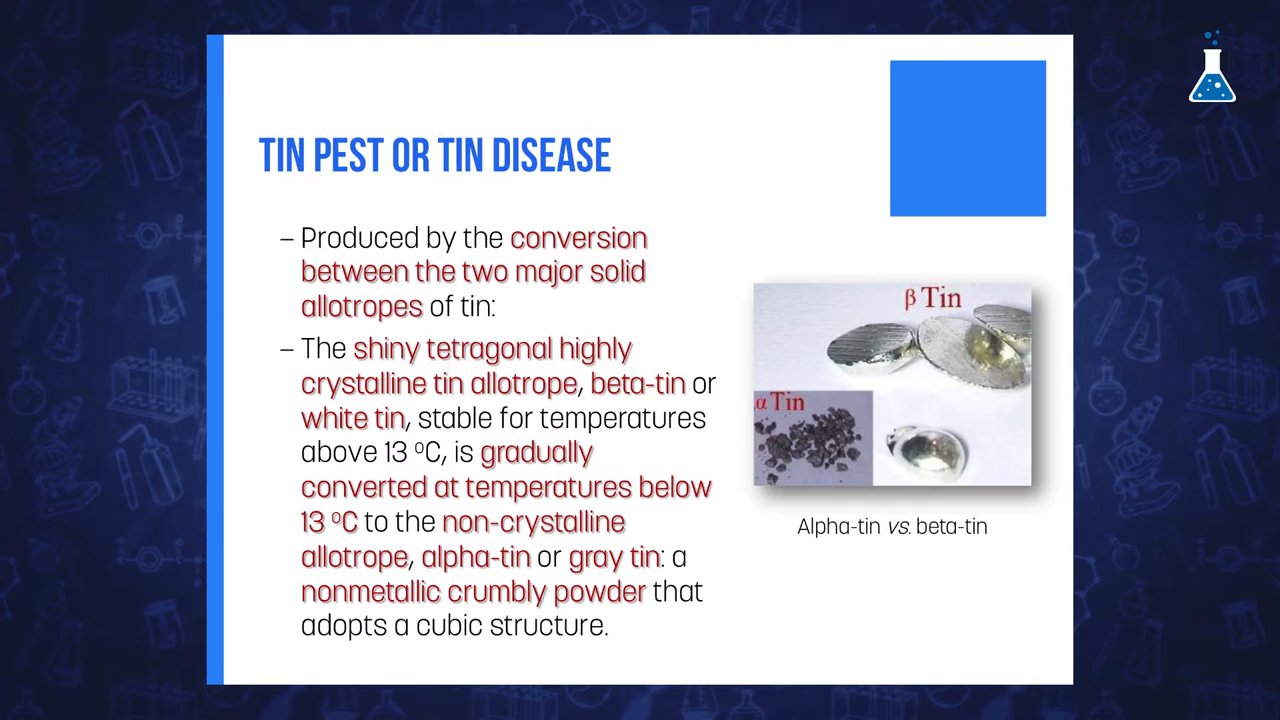 TIN PEST OR TIN DISEASE
– Produced by the conversion
between the two major solid
allotropes of tin:
– The shiny tetragonal highly
crystalline tin allotrope, beta-tin or
white tin, stable for temperatures
above 13 ºC, is gradually
converted at temperatures below
13 ºC to the non-crystalline
allotrope, alpha-tin or gray tin: a
nonmetallic crumbly powder that
adopts a cubic structure.
β Tin
α Tin
Alpha-tin vs. beta-tin